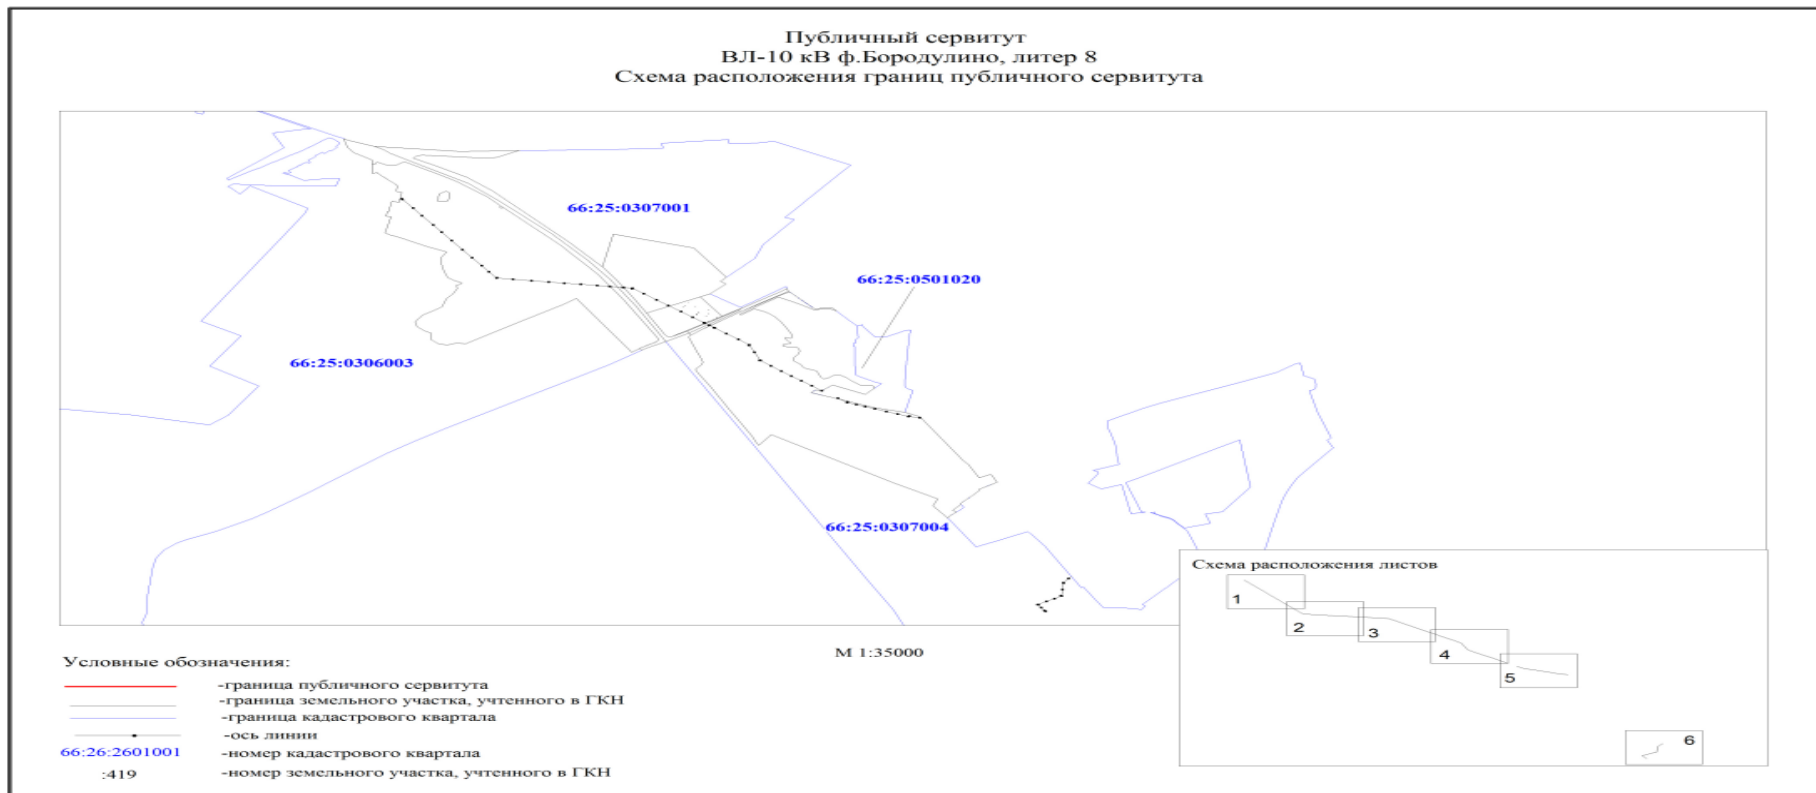 Публичный сервитут
ВЛ-10 кВ ф.Бородулино, литер 8
Схема расположения границ публичного сервитута
66:25:0307001
66:25:0501020
66:25:0306003
66:25:0307004
Схема расположения листов
1
2
3
4
5
6
М 1:35000
Условные обозначения:
-граница публичного сервитута
-граница земельного участка, учтенного в ГКН
-граница кадастрового квартала
-ось линии
66:26:2601001 -номер кадастрового квартала
:419 -номер земельного участка, учтенного в ГКН